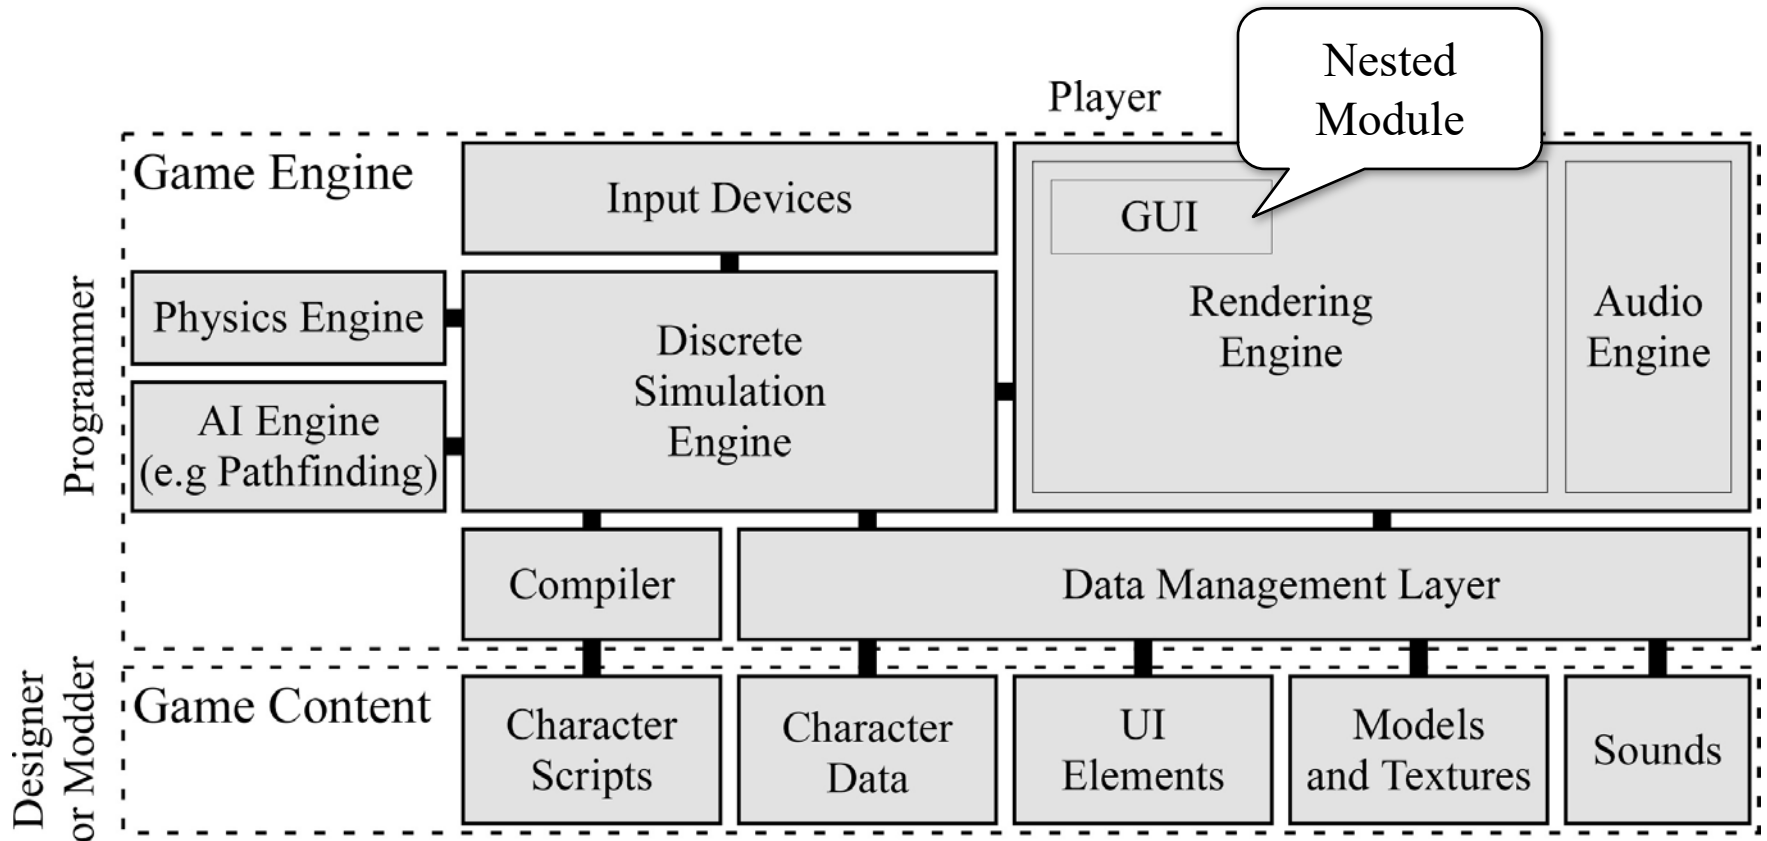 Nested
Module
Player
Game Engine
Input Devices
GUI
Programmer
Physics Engine
Discrete
Simulation
Engine
Rendering
Engine
Audio
Engine
AI Engine
(e.g Pathfinding)
Compiler
Data Management Layer
Designer
or Modder
Game Content
Character
Scripts
Character
Data
UI
Elements
Models
and Textures
Sounds